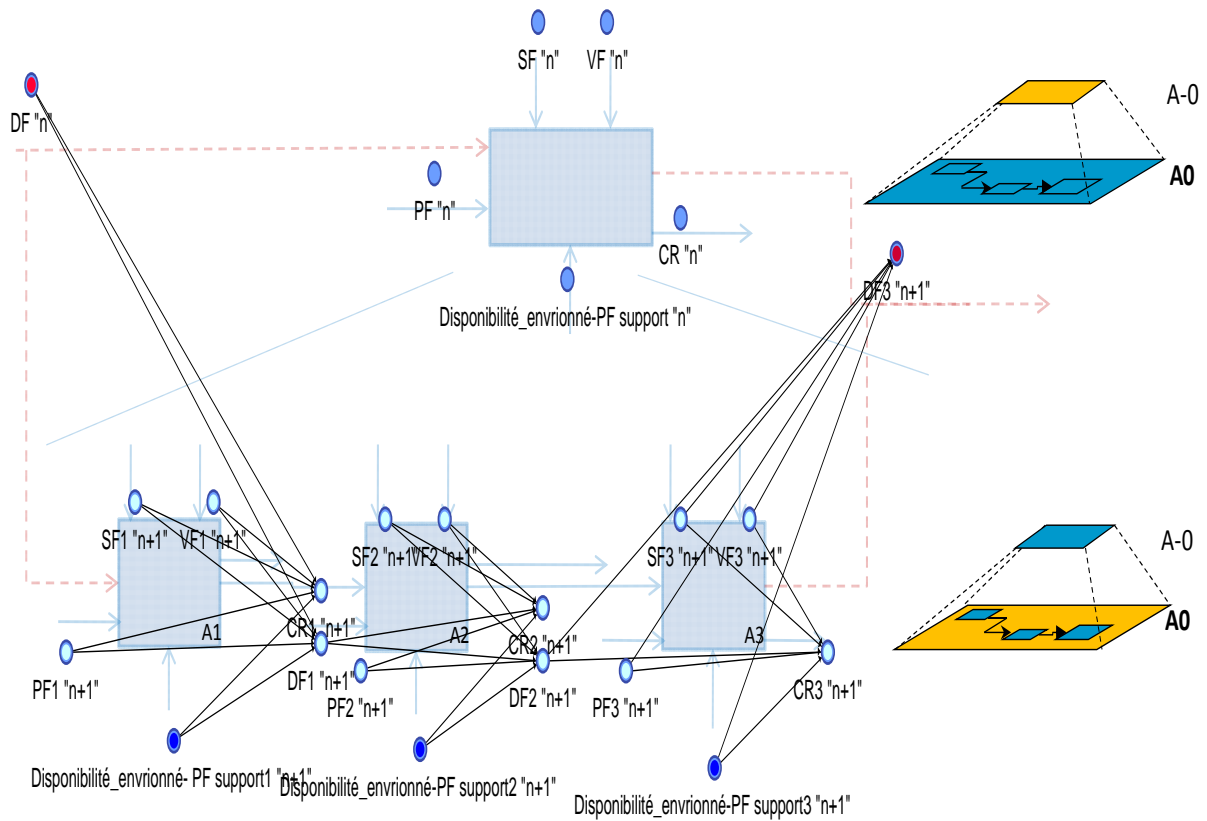 SF "n"
VF "n"
A-0
DF "n"
A0
PF "n"
CR "n"
DF3 "n+1"
Disponibilité_envrionné-PF support "n"
SF1 "n+1"
VF1 "n+1"
SF2 "n+1"
VF2 "n+1"
SF3 "n+1"
VF3 "n+1"
A-0
A0
A1
CR1 "n+1"
A2
CR2 "n+1"
A3
PF1 "n+1"
DF1 "n+1"
PF2 "n+1"
DF2 "n+1"
PF3 "n+1"
CR3 "n+1"
Disponibilité_envrionné- PF support1 "n+1"
Disponibilité_envrionné-PF support2 "n+1"
Disponibilité_envrionné-PF support3 "n+1"